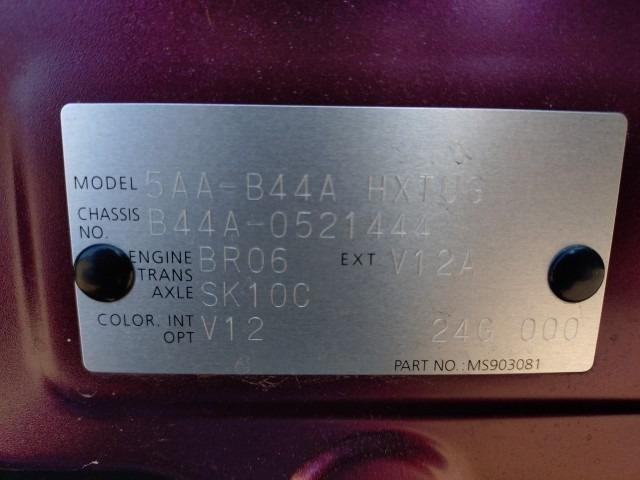 MODEL 5AA-B44A HXTUG
CHASSIS NO. B44A-0521444
ENGINE BR06 EXT V12A
TRANS AXLE SK10C
COLOR. INT OPT V12 24G 000
PART NO.:MS903081